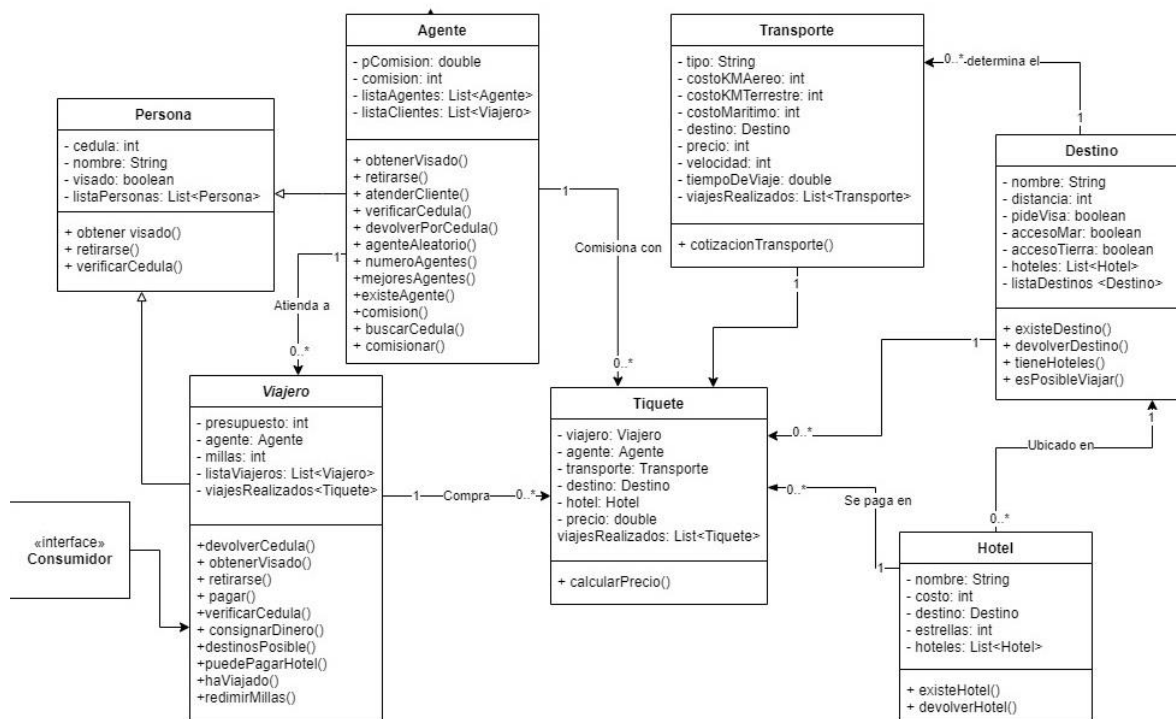 Agente
- pComision: double
- comision: int
- listaAgentes: List<Agente>
- listaClientes: List<Viajero>
+ obtenerVisado()
+ retirarse()
+ atenderCliente()
+ verificarCedula()
+ devolverPorCedula()
+ agenteAleatorio()
+ numeroAgentes()
+mejoresAgentes()
+existeAgente()
+comision()
+ buscarCedula()
+ comisionar()
Transporte
- tipo: String
- costoKMAereo: int
- costoKMTerrestre: int
- costoMaritimo: int
- destino: Destino
- precio: int
- velocidad: int
- tiempoDeViaje: double
- viajesRealizados: List<Transporte>
+ cotizacionTransporte()
0..*
determina el
1
Persona
- cedula: int
- nombre: String
- visado: boolean
- listaPersonas: List<Persona>
+ obtener visado()
+ retirarse()
+ verificarCedula()
Destino
- nombre: String
- distancia: int
- pideVisa: boolean
- accesoMar: boolean
- accesoTierra: boolean
- hoteles: List<Hotel>
- listaDestinos <Destino>
+ existeDestino()
+ devolverDestino()
+ tieneHoteles()
+ esPosibleViajar()
1
Comisiona con
0..*
1
Atienda a
0..*
1
1
0..*
Viajero
- presupuesto: int
- agente: Agente
- millas: int
- listaViajeros: List<Viajero>
- viajesRealizados<Tiquete>
+devolverCedula()
+ obtenerVisado()
+ retirarse()
+ pagar()
+verificarCedula()
+ consignarDinero()
+destinosPosible()
+puedePagarHotel()
+haViajado()
+redimirMillas()
1
Compra
0..*
Tiquete
- viajero: Viajero
- agente: Agente
- transporte: Transporte
- destino: Destino
- hotel: Hotel
- precio: double
viajesRealizados: List<Tiquete>
+ calcularPrecio()
1
Ubicado en
0..*
0..*
Se paga en
1
«interface»
Consumidor
Hotel
- nombre: String
- costo: int
- destino: Destino
- estrellas: int
- hoteles: List<Hotel>
+ existeHotel()
+ devolverHotel()